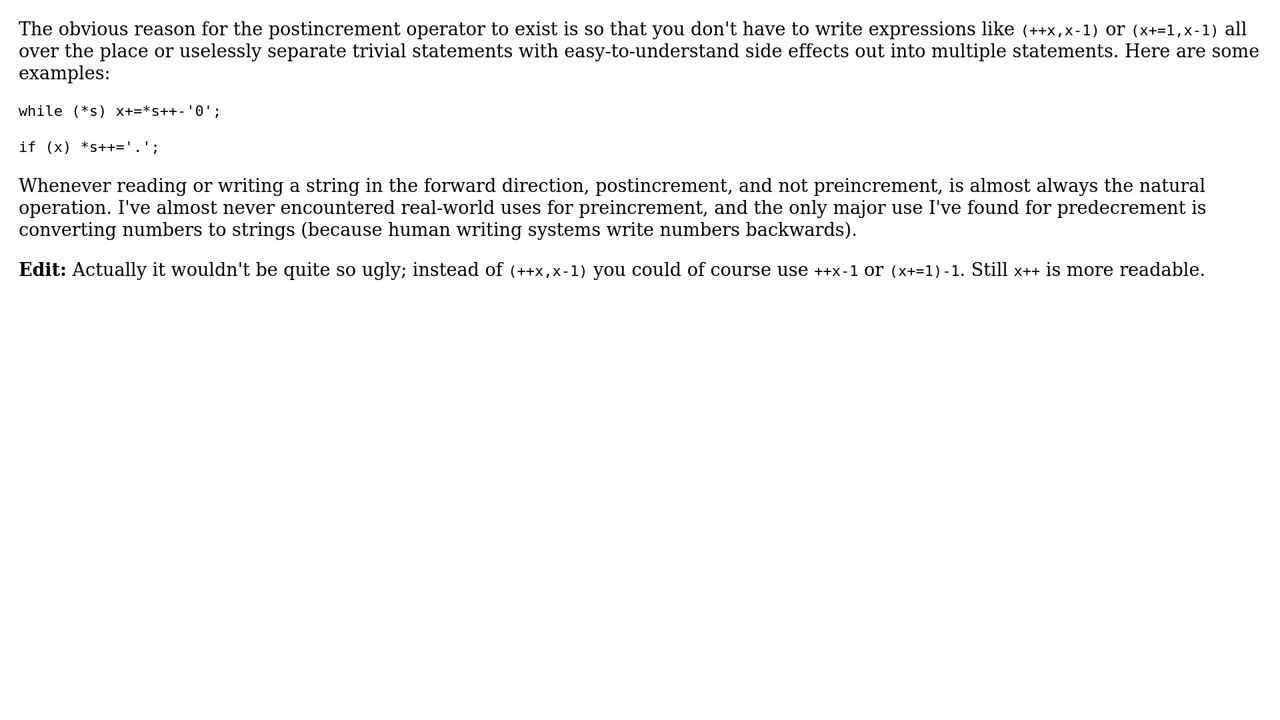 The obvious reason for the postincrement operator to exist is so that you don't have to write expressions like (++x,x-1) or (x+=1,x-1) all
over the place or uselessly separate trivial statements with easy-to-understand side effects out into multiple statements. Here are some
examples:
while (*s) x+=*s++-'0';
if (x) *s++='.';
Whenever reading or writing a string in the forward direction, postincrement, and not preincrement, is almost always the natural
operation. I've almost never encountered real-world uses for preincrement, and the only major use I've found for predecrement is
converting numbers to strings (because human writing systems write numbers backwards).
Edit: Actually it wouldn't be quite so ugly; instead of (++x,x-1) you could of course use ++x-1 or (x+=1)-1. Still x++ is more readable.